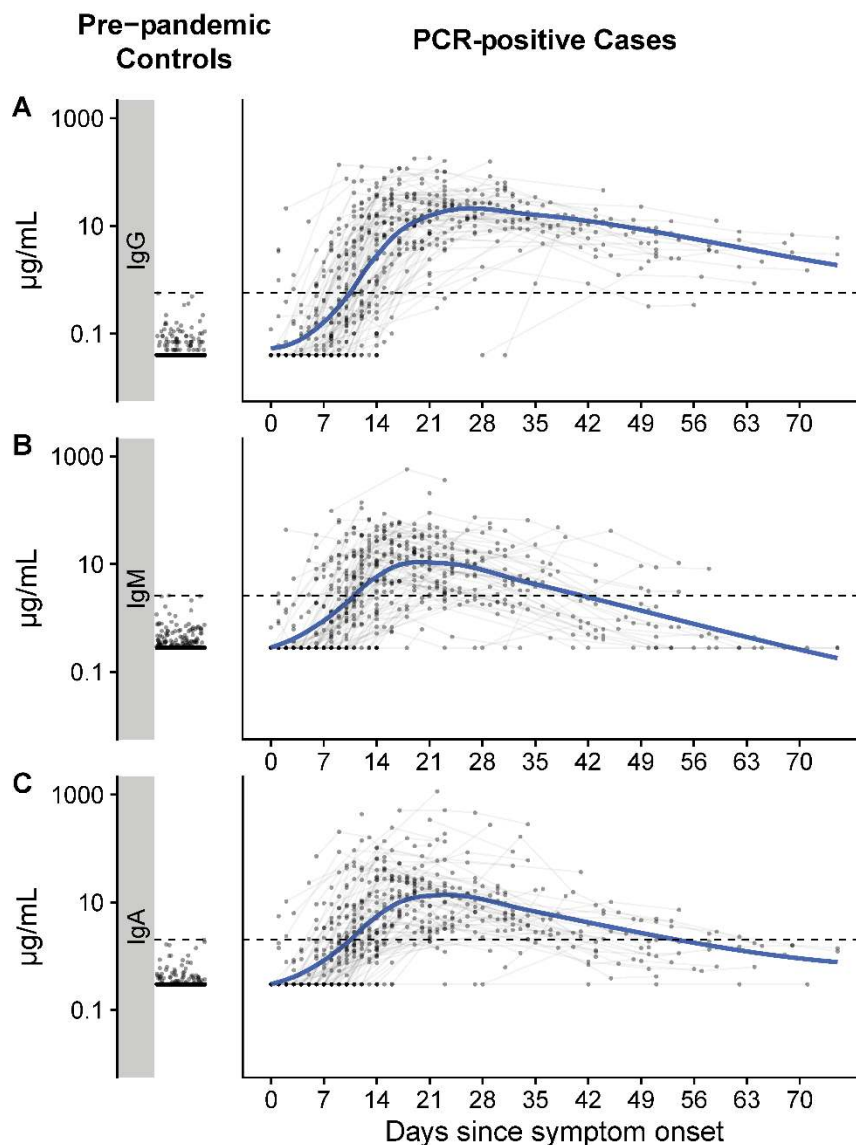 Pre−pandemic
Controls
PCR−positive Cases
A
1000
10
0.1
µg/mL
IgG
0 7 14 21 28 35 42 49 56 63 70
B
1000
10
0.1
µg/mL
IgM
0 7 14 21 28 35 42 49 56 63 70
C
1000
10
0.1
µg/mL
IgA
0 7 14 21 28 35 42 49 56 63 70
Days since symptom onset